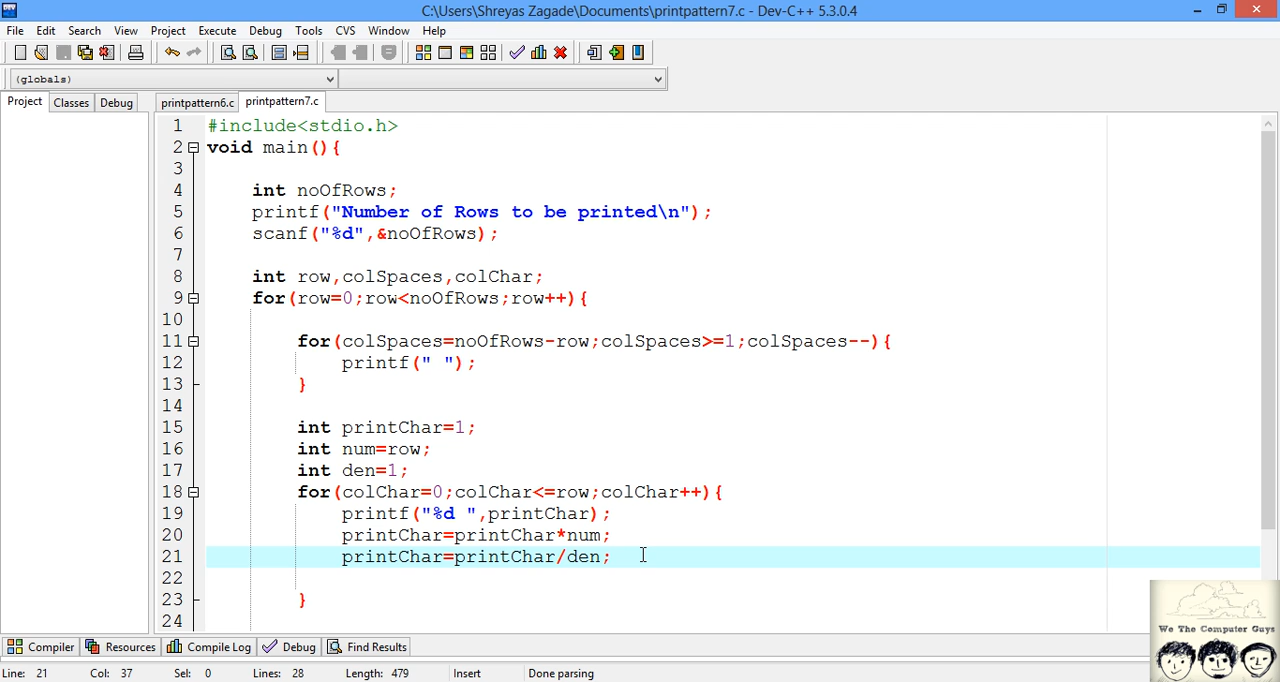 C:\Users\Shreyas Zagade\Documents\printpattern7.c - Dev-C++ 5.3.0.4
File Edit Search View Project Execute Debug Tools CVS Window Help
(globals)
Project Classes Debug printpattern6.c printpattern7.c
1 #include<stdio.h>
2 void main(){
3
4 int noOfRows;
5 printf("Number of Rows to be printed\n");
6 scanf("%d",&noOfRows);
7
8 int row,colSpaces,colChar;
9 for(row=0;row<noOfRows;row++){
10
11 for(colSpaces=noOfRows-row;colSpaces>=1;colSpaces--){
12 printf(" ");
13 }
14
15 int printChar=1;
16 int num=row;
17 int den=1;
18 for(colChar=0;colChar<=row;colChar++){
19 printf("%d ",printChar);
20 printChar=printChar*num;
21 printChar=printChar/den;
22
23 }
24
We The Computer Guys
Compiler Resources Compile Log Debug Find Results
Line: 21 Col: 37 Sel: 0 Lines: 28 Length: 479 Insert Done parsing